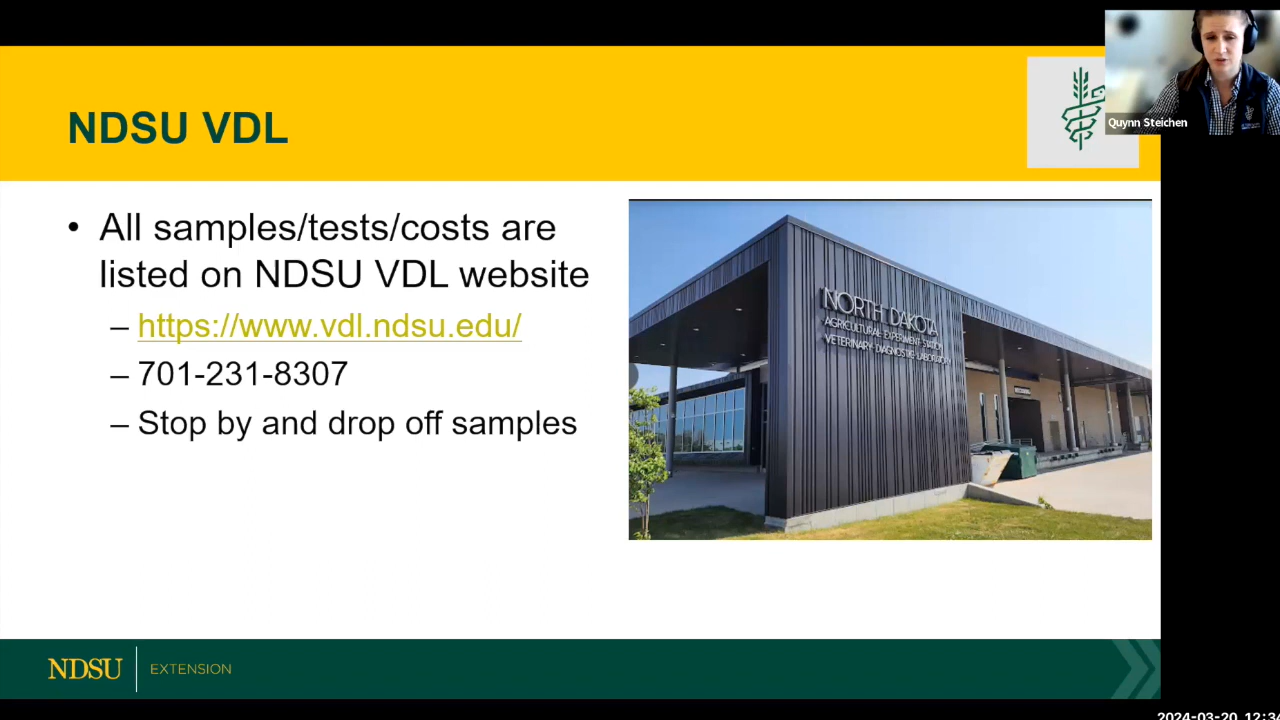 NDSU VDL
Quynn Steichen
• All samples/tests/costs are
listed on NDSU VDL website
– https://www.vdl.ndsu.edu/
– 701-231-8307
– Stop by and drop off samples
NORTH DAKOTA
AGRICULTURAL EXPERIMENT STATION
VETERINARY DIAGNOSTIC LABORATORY
NDSU EXTENSION
2024-03-20 12:34